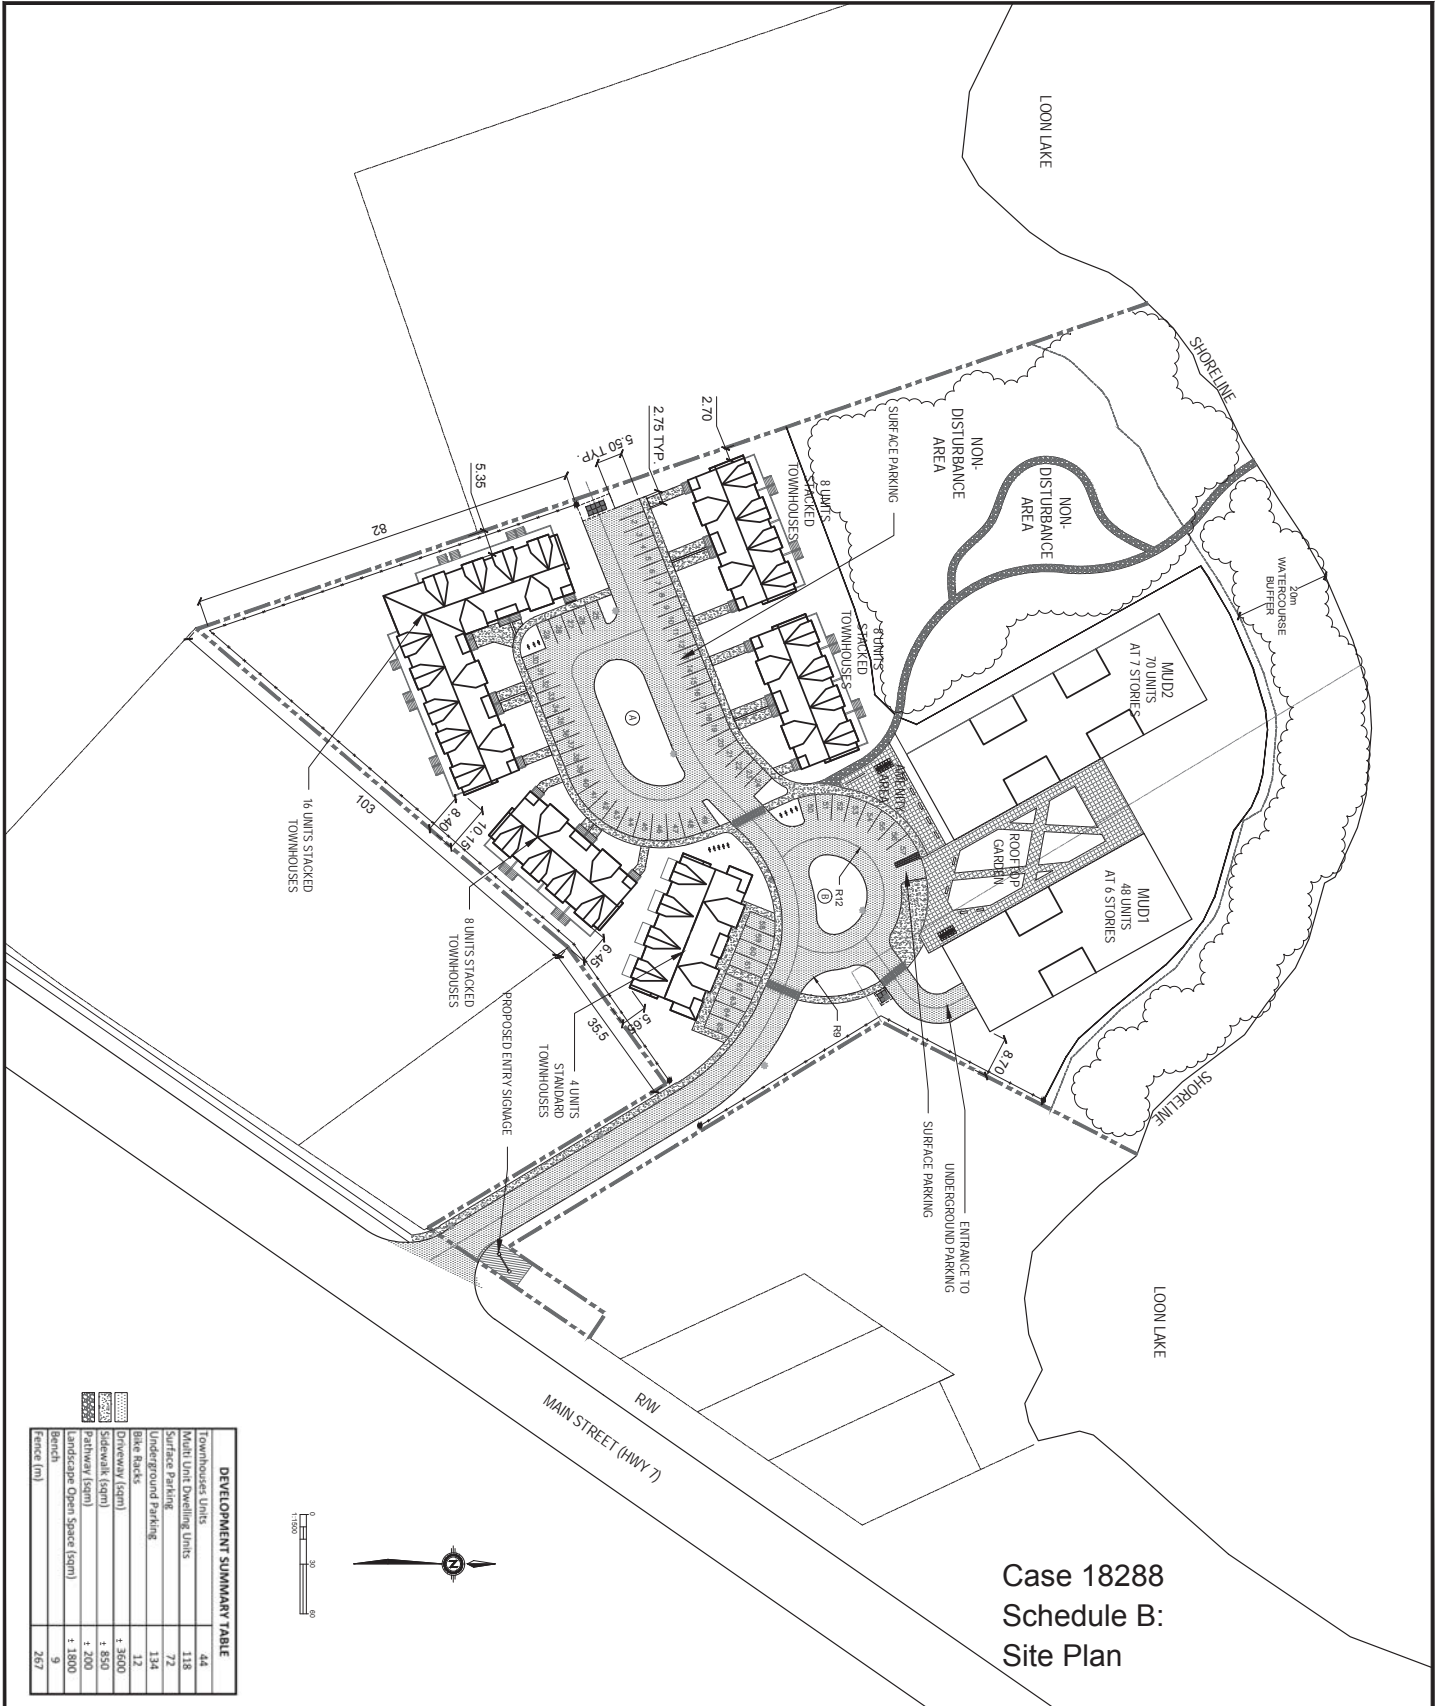 LOON LAKE
SHORELINE
NON-
DISTURBANCE
AREA
NON-
DISTURBANCE
AREA
20m
WATERCOURSE
BUFFER
SURFACE PARKING
8 UNITS
STACKED
TOWNHOUSES
8 UNITS
STACKED
TOWNHOUSES
2.70
2.75 TYP.
5.50 TYP.
5.35
82
MUD2
70 UNITS
AT 7 STORIES
AMENITY
AREA
ROOFTOP
GARDEN
MUD1
48 UNITS
AT 6 STORIES
A
B
R12
R9
103
8.40
10.15
6.45
5.65
35.5
8.70
16 UNITS STACKED
TOWNHOUSES
8 UNITS STACKED
TOWNHOUSES
4 UNITS
STANDARD
TOWNHOUSES
PROPOSED ENTRY SIGNAGE
SURFACE PARKING
ENTRANCE TO
UNDERGROUND PARKING
SHORELINE
LOON LAKE
R/W
MAIN STREET (HWY 7)
DEVELOPMENT SUMMARY TABLE
Townhouses Units 44
Multi Unit Dwelling Units 118
Surface Parking 72
Underground Parking 134
Bike Racks 12
Driveway (sqm) ± 3600
Sidewalk (sqm) ± 850
Pathway (sqm) ± 200
Landscape Open Space (sqm) ± 1800
Bench 9
Fence (m) 267
0 30 60
1:1500
N
Case 18288
Schedule B:
Site Plan